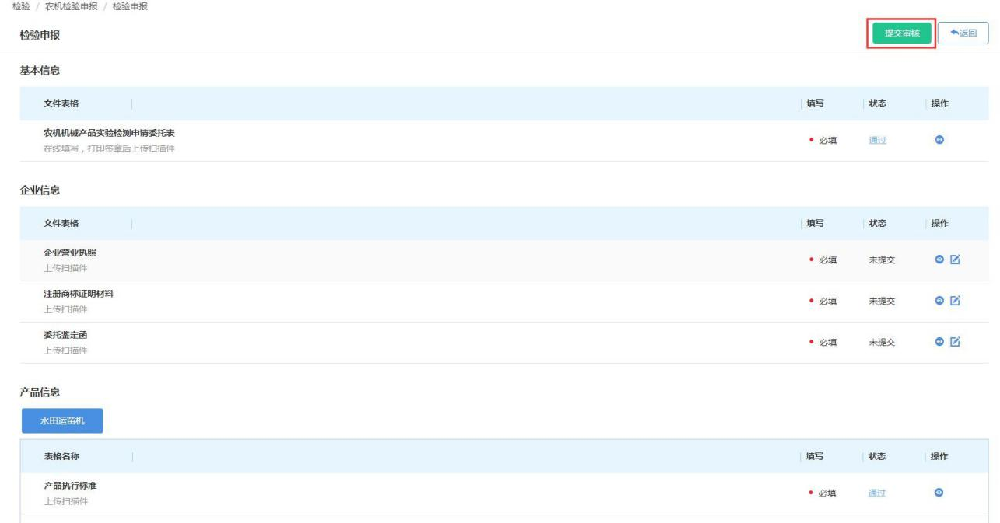 检验 / 农机检验申报 / 检验申报
检验申报
提交审核
返回
基本信息
文件表格 填写 状态 操作
农机机械产品实验检测申请委托表
在线填写，打印签章后上传扫描件
必填 通过
企业信息
文件表格 填写 状态 操作
企业营业执照
上传扫描件
必填 未提交
注册商标证明材料
上传扫描件
必填 未提交
委托鉴定函
上传扫描件
必填 未提交
产品信息
水田运苗机
表格名称 填写 状态 操作
产品执行标准
上传扫描件
必填 通过